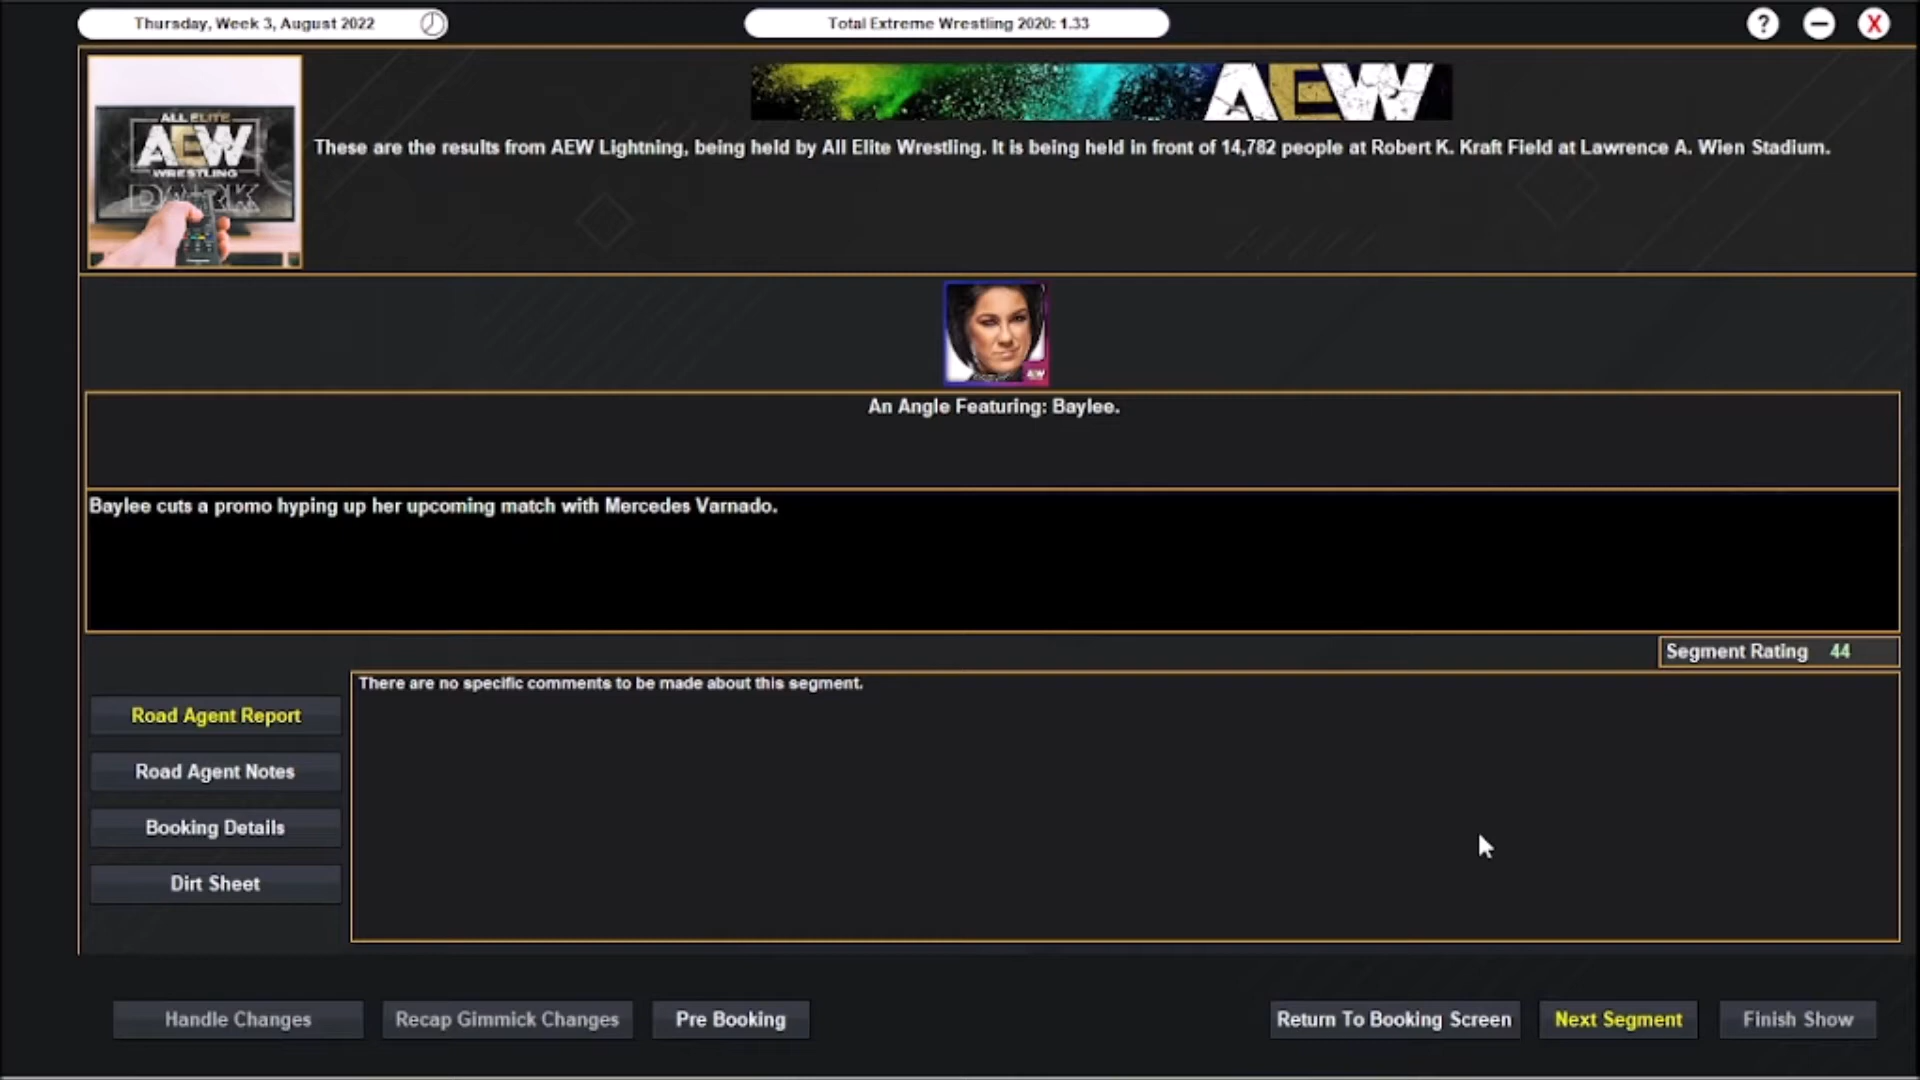 Thursday, Week 3, August 2022
Total Extreme Wrestling 2020: 1.33
?
X
AEW
ALL ELITE
AEW
WRESTLING
DARK
These are the results from AEW Lightning, being held by All Elite Wrestling. It is being held in front of 14,782 people at Robert K. Kraft Field at Lawrence A. Wien Stadium.
AEW
An Angle Featuring: Baylee.
Baylee cuts a promo hyping up her upcoming match with Mercedes Varnado.
Segment Rating 44
There are no specific comments to be made about this segment.
Road Agent Report
Road Agent Notes
Booking Details
Dirt Sheet
Handle Changes
Recap Gimmick Changes
Pre Booking
Return To Booking Screen
Next Segment
Finish Show